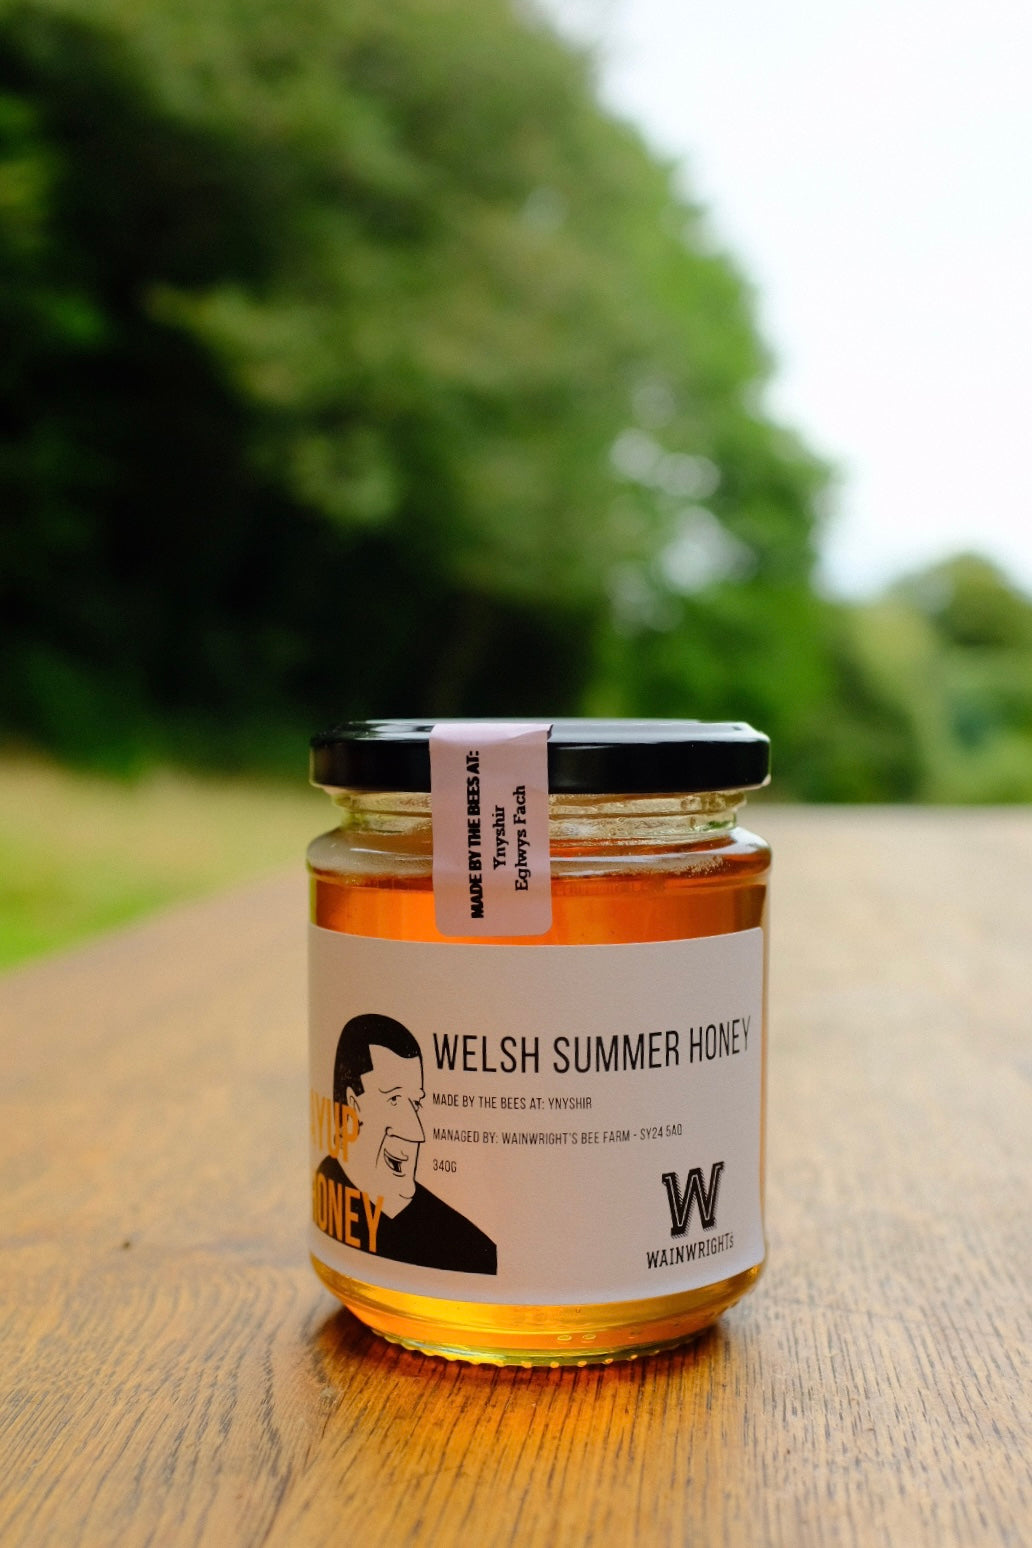 MADE BY THE BEES AT:
Ynyshir
Eglwys Fach
WELSH SUMMER HONEY
MADE BY THE BEES AT: YNYSHIR
MANAGED BY: WAINWRIGHT'S BEE FARM - SY24 5AQ
340G
W
WAINWRIGHTs